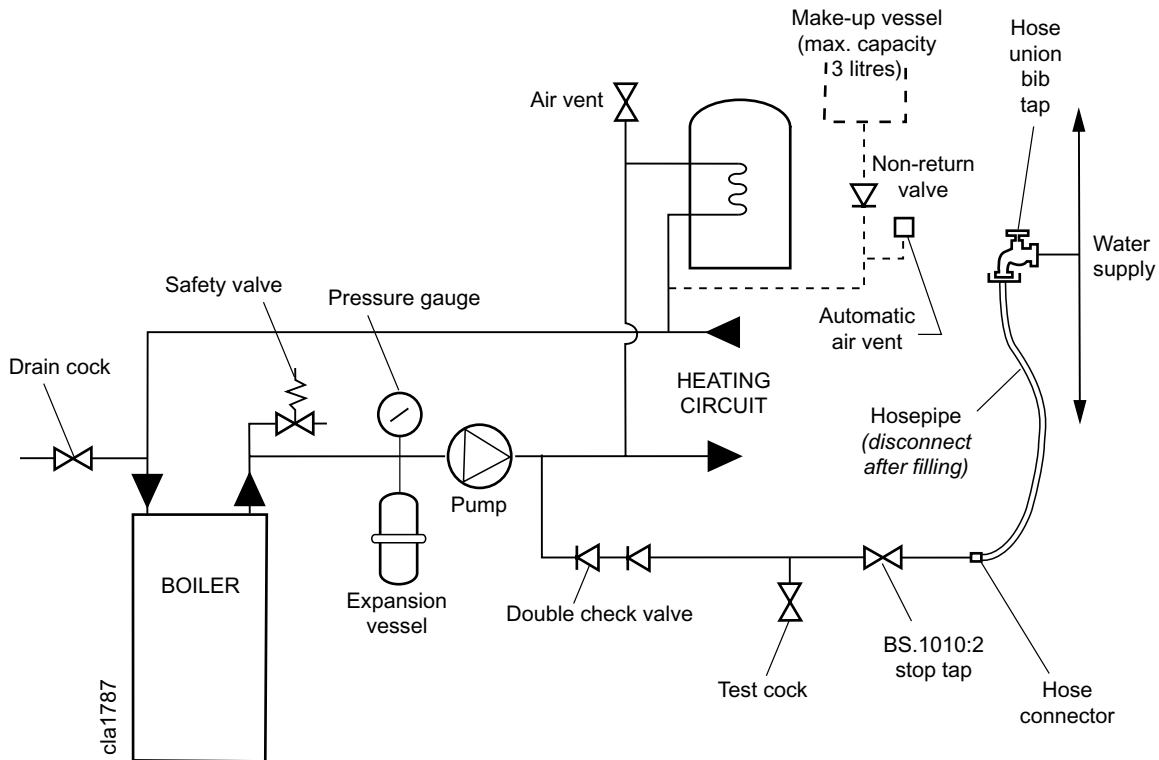 Make-up vessel
(max. capacity
3 litres)
Hose
union
bib
tap
Air vent
Non-return
valve
Water
supply
Safety valve
Pressure gauge
Automatic
air vent
Drain cock
HEATING
CIRCUIT
Hosepipe
(disconnect
after filling)
Pump
BOILER
Expansion
vessel
Double check valve
BS.1010:2
stop tap
Test cock
Hose
connector
cla1787